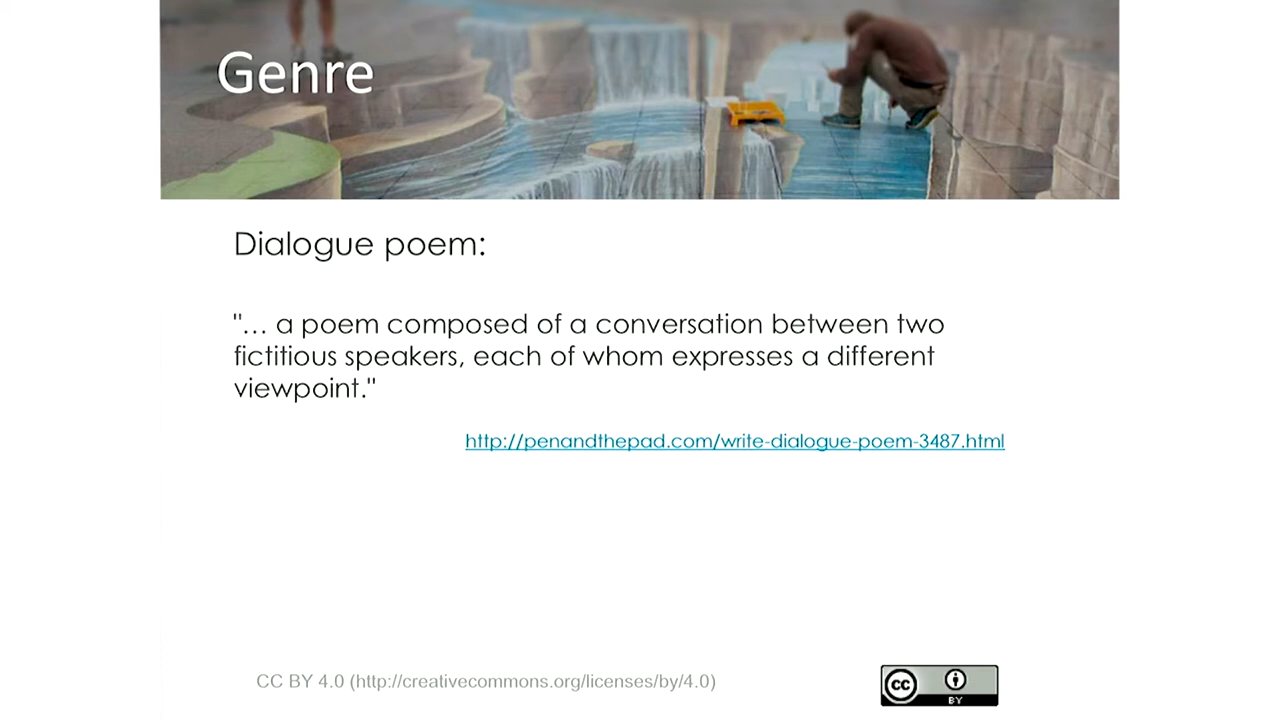 Genre
Dialogue poem:
"... a poem composed of a conversation between two
fictitious speakers, each of whom expresses a different
viewpoint."
http://penandthepad.com/write-dialogue-poem-3487.html
CC BY 4.0 (http://creativecommons.org/licenses/by/4.0)
cc
BY